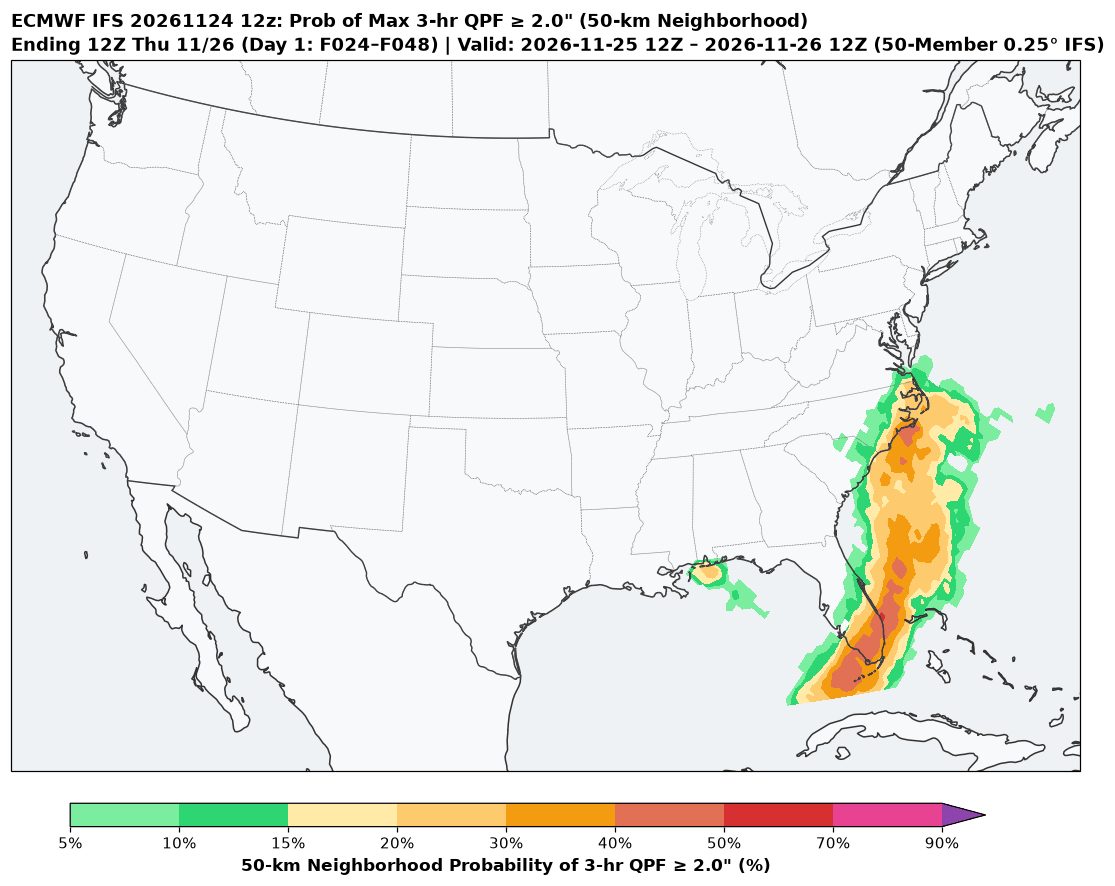 ECMWF IFS 20261124 12z: Prob of Max 3-hr QPF ≥ 2.0" (50-km Neighborhood)
Ending 12Z Thu 11/26 (Day 1: F024–F048) | Valid: 2026-11-25 12Z – 2026-11-26 12Z (50-Member 0.25° IFS)
5% 10% 15% 20% 30% 40% 50% 70% 90%
50-km Neighborhood Probability of 3-hr QPF ≥ 2.0" (%)